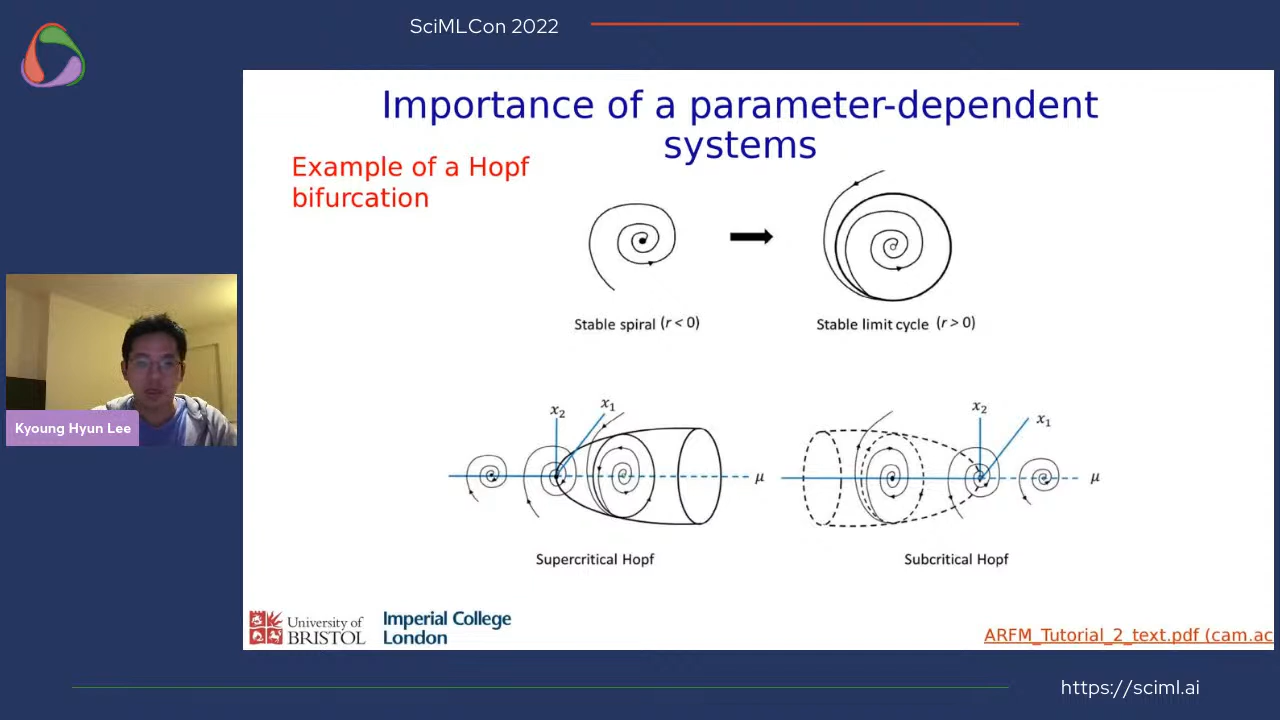 SciMLCon 2022
Importance of a parameter-dependent
systems
Example of a Hopf
bifurcation
Stable spiral (r < 0)
Stable limit cycle (r > 0)
x₂
x₁
μ
x₂
x₁
μ
Supercritical Hopf
Subcritical Hopf
Kyoung Hyun Lee
University of
BRISTOL
Imperial College
London
ARFM_Tutorial_2_text.pdf (cam.ac
https://sciml.ai